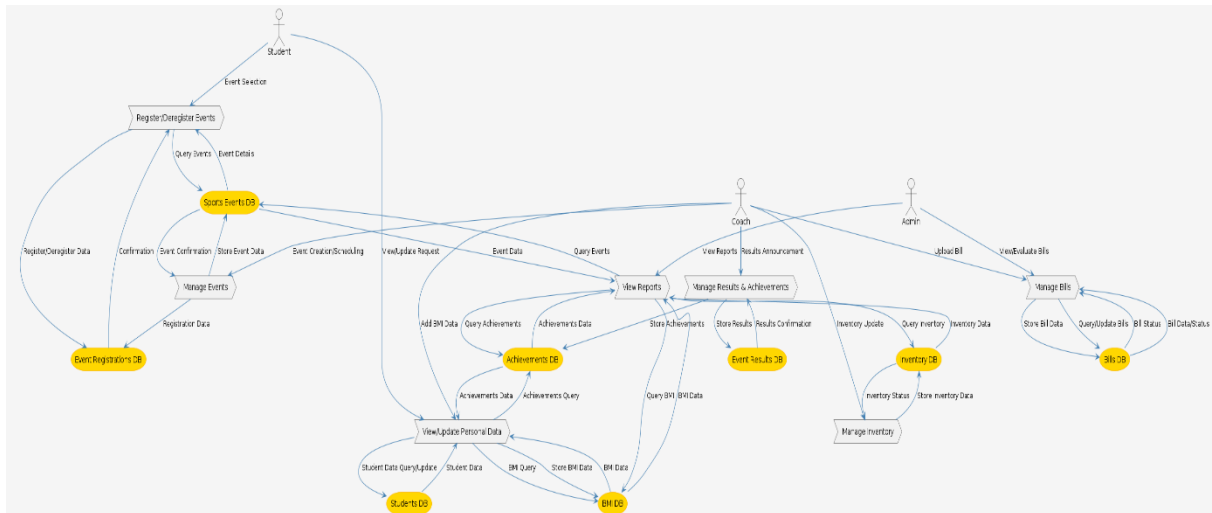 Student
Event Selection
Register/Deregister Events
Query Events
Event Details
Sports Events DB
Coach
Admin
Register/Deregister Data
Confirmation
Event Confirmation
Store Event Data
Event Creation/Scheduling
View/Update Request
Event Data
Query Events
View Reports
Results Announcement
Upload Bill
View/Evaluate Bills
Manage Events
View Reports
Manage Results & Achievements
Manage Bills
Registration Data
Add BMI Data
Query Achievements
Achievements Data
Store Achievements
Store Results
Results Confirmation
Inventory Update
Query Inventory
Inventory Data
Store Bill Data
Query/Update Bills
Bill Status
Bill Data/Status
Event Registrations DB
Achievements DB
Event Results DB
Inventory DB
Bills DB
Achievements Data
Achievements Query
Query BMI
BMI Data
Inventory Status
Store Inventory Data
View/Update Personal Data
Manage Inventory
Student Data Query/Update
Student Data
BMI Query
Store BMI Data
BMI Data
Students DB
BMI DB